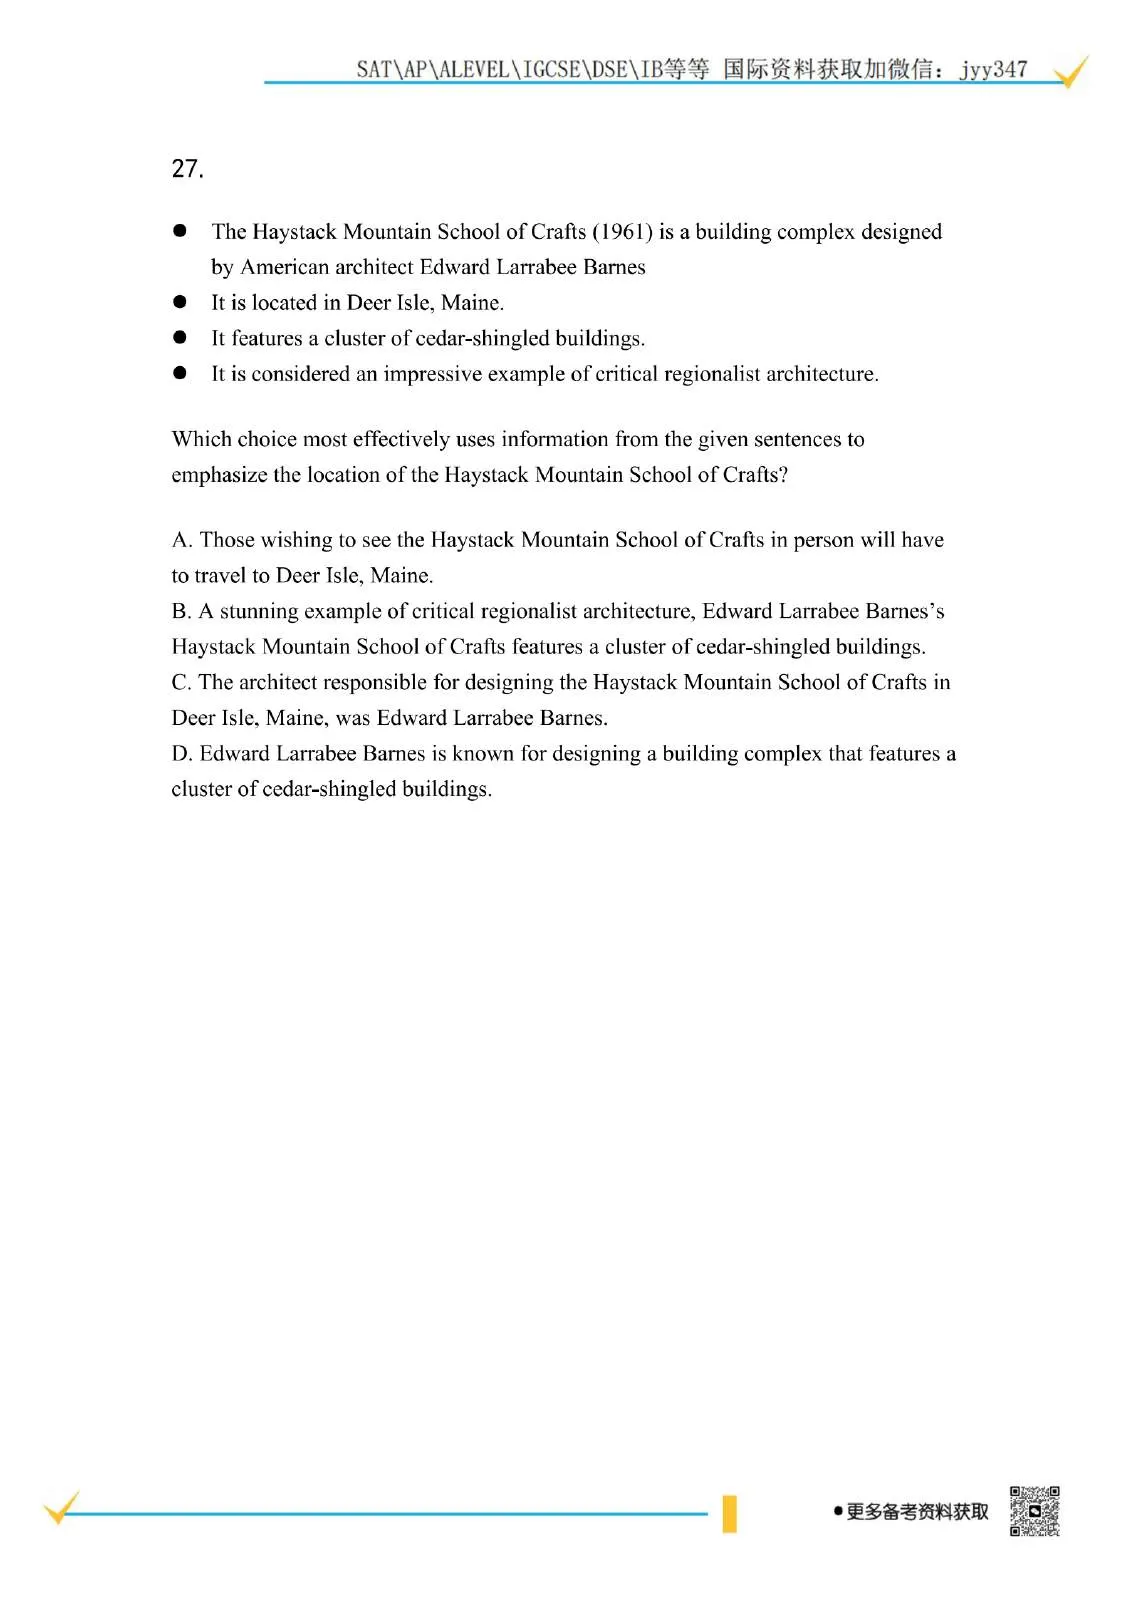 SAT\AP\ALEVEL\IGCSE\DSE\IB等等 国际资料获取加微信：jyy347
27.
● The Haystack Mountain School of Crafts (1961) is a building complex designed
by American architect Edward Larrabee Barnes
● It is located in Deer Isle, Maine.
● It features a cluster of cedar-shingled buildings.
● It is considered an impressive example of critical regionalist architecture.
Which choice most effectively uses information from the given sentences to
emphasize the location of the Haystack Mountain School of Crafts?
A. Those wishing to see the Haystack Mountain School of Crafts in person will have
to travel to Deer Isle, Maine.
B. A stunning example of critical regionalist architecture, Edward Larrabee Barnes’s
Haystack Mountain School of Crafts features a cluster of cedar-shingled buildings.
C. The architect responsible for designing the Haystack Mountain School of Crafts in
Deer Isle, Maine, was Edward Larrabee Barnes.
D. Edward Larrabee Barnes is known for designing a building complex that features a
cluster of cedar-shingled buildings.
●更多备考资料获取